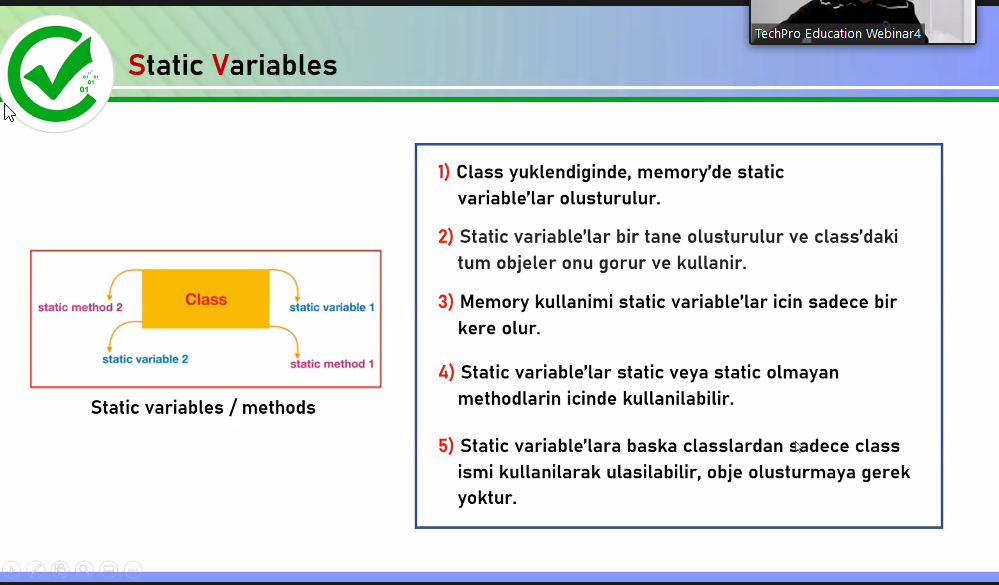 TechPro Education Webinar4
Static Variables
01 01
01
01
1) Class yuklendiginde, memory'de static
variable'lar olusturulur.
2) Static variable'lar bir tane olusturulur ve class'daki
tum objeler onu gorur ve kullanir.
3) Memory kullanimi static variable'lar icin sadece bir
kere olur.
4) Static variable'lar static veya static olmayan
methodlarin icinde kullanilabilir.
5) Static variable'lara baska classlardan sadece class
ismi kullanilarak ulasilabilir, obje olusturmaya gerek
yoktur.
Class
static method 2
static variable 1
static variable 2
static method 1
Static variables / methods